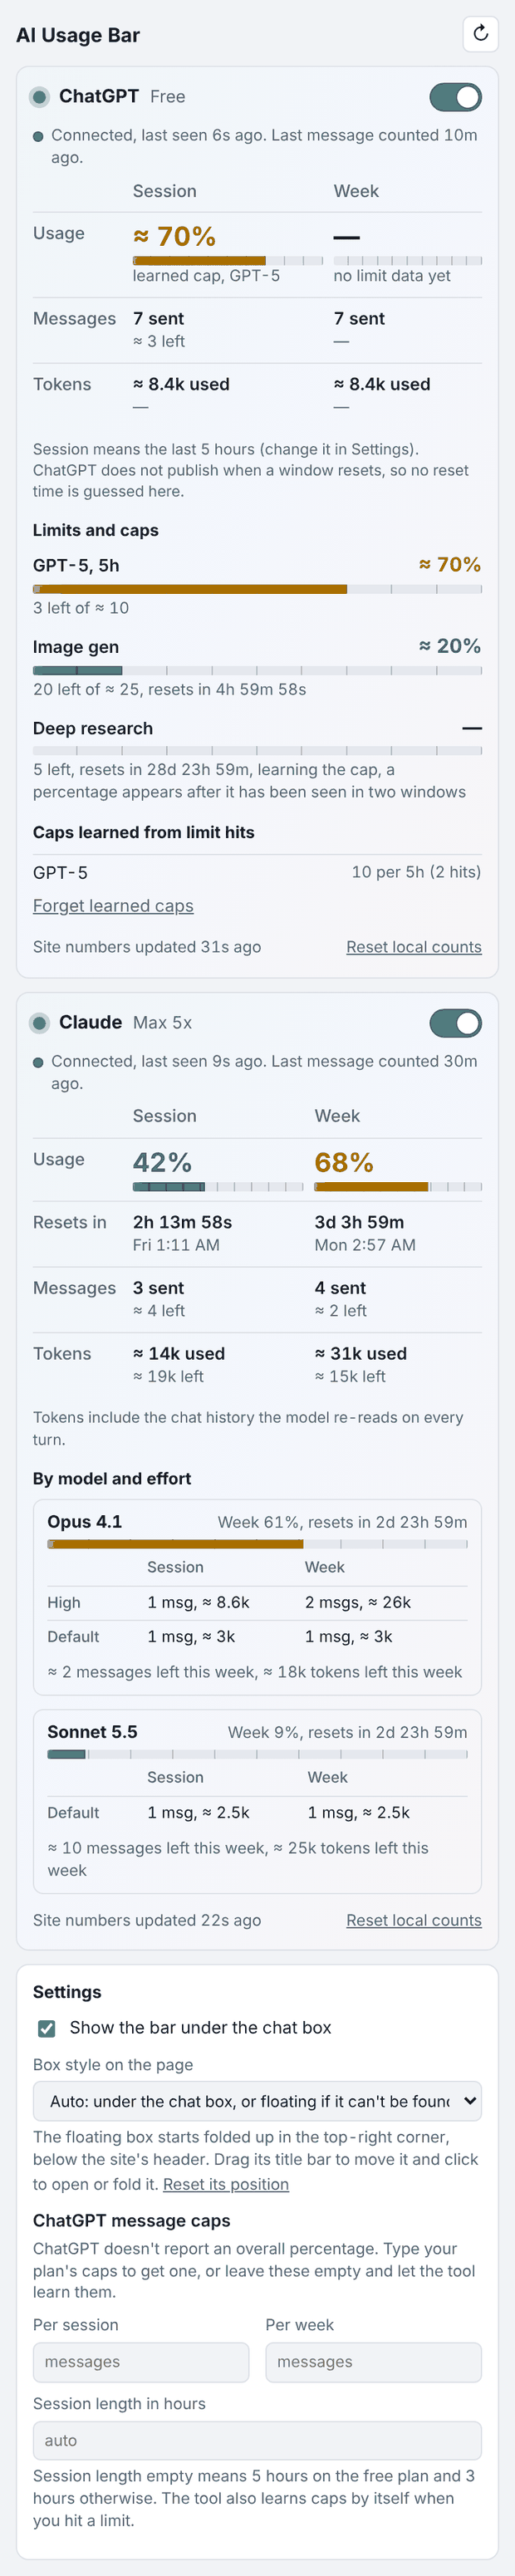 AI Usage Bar
ChatGPT Free
Connected, last seen 6s ago. Last message counted 10m
ago.
Session Week
Usage ≈ 70% —
learned cap, GPT-5 no limit data yet
Messages 7 sent 7 sent
≈ 3 left —
Tokens ≈ 8.4k used ≈ 8.4k used
— —
Session means the last 5 hours (change it in Settings).
ChatGPT does not publish when a window resets, so no reset
time is guessed here.
Limits and caps
GPT-5, 5h ≈ 70%
3 left of ≈ 10
Image gen ≈ 20%
20 left of ≈ 25, resets in 4h 59m 58s
Deep research —
5 left, resets in 28d 23h 59m, learning the cap, a
percentage appears after it has been seen in two windows
Caps learned from limit hits
GPT-5 10 per 5h (2 hits)
Forget learned caps
Site numbers updated 31s ago Reset local counts
Claude Max 5x
Connected, last seen 9s ago. Last message counted 30m
ago.
Session Week
Usage 42% 68%
Resets in 2h 13m 58s 3d 3h 59m
Fri 1:11 AM Mon 2:57 AM
Messages 3 sent 4 sent
≈ 4 left ≈ 2 left
Tokens ≈ 14k used ≈ 31k used
≈ 19k left ≈ 15k left
Tokens include the chat history the model re-reads on every
turn.
By model and effort
Opus 4.1 Week 61%, resets in 2d 23h 59m
Session Week
High 1 msg, ≈ 8.6k 2 msgs, ≈ 26k
Default 1 msg, ≈ 3k 1 msg, ≈ 3k
≈ 2 messages left this week, ≈ 18k tokens left this week
Sonnet 5.5 Week 9%, resets in 2d 23h 59m
Session Week
Default 1 msg, ≈ 2.5k 1 msg, ≈ 2.5k
≈ 10 messages left this week, ≈ 25k tokens left this
week
Site numbers updated 22s ago Reset local counts
Settings
Show the bar under the chat box
Box style on the page
Auto: under the chat box, or floating if it can't be found
The floating box starts folded up in the top-right corner,
below the site's header. Drag its title bar to move it and click
to open or fold it. Reset its position
ChatGPT message caps
ChatGPT doesn't report an overall percentage. Type your
plan's caps to get one, or leave these empty and let the tool
learn them.
Per session Per week
messages messages
Session length in hours
auto
Session length empty means 5 hours on the free plan and 3
hours otherwise. The tool also learns caps by itself when
you hit a limit.